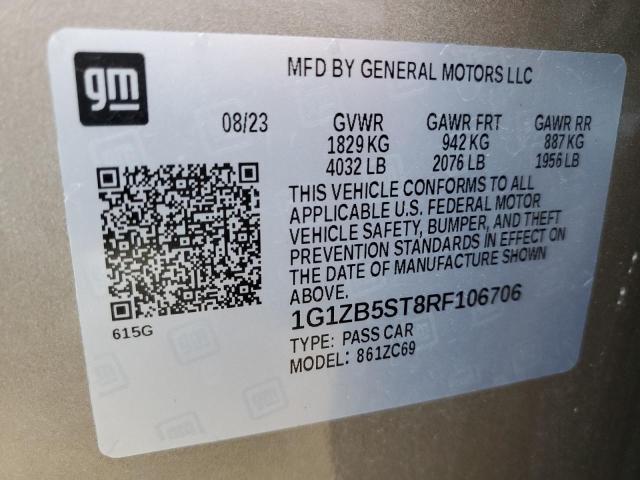 gm
MFD BY GENERAL MOTORS LLC
08/23 GVWR GAWR FRT GAWR RR
1829 KG 942 KG 887 KG
4032 LB 2076 LB 1956 LB
THIS VEHICLE CONFORMS TO ALL
APPLICABLE U.S. FEDERAL MOTOR
VEHICLE SAFETY, BUMPER, AND THEFT
PREVENTION STANDARDS IN EFFECT ON
THE DATE OF MANUFACTURE SHOWN
ABOVE.
1G1ZB5ST8RF106706
615G
TYPE: PASS CAR
MODEL: 861ZC69